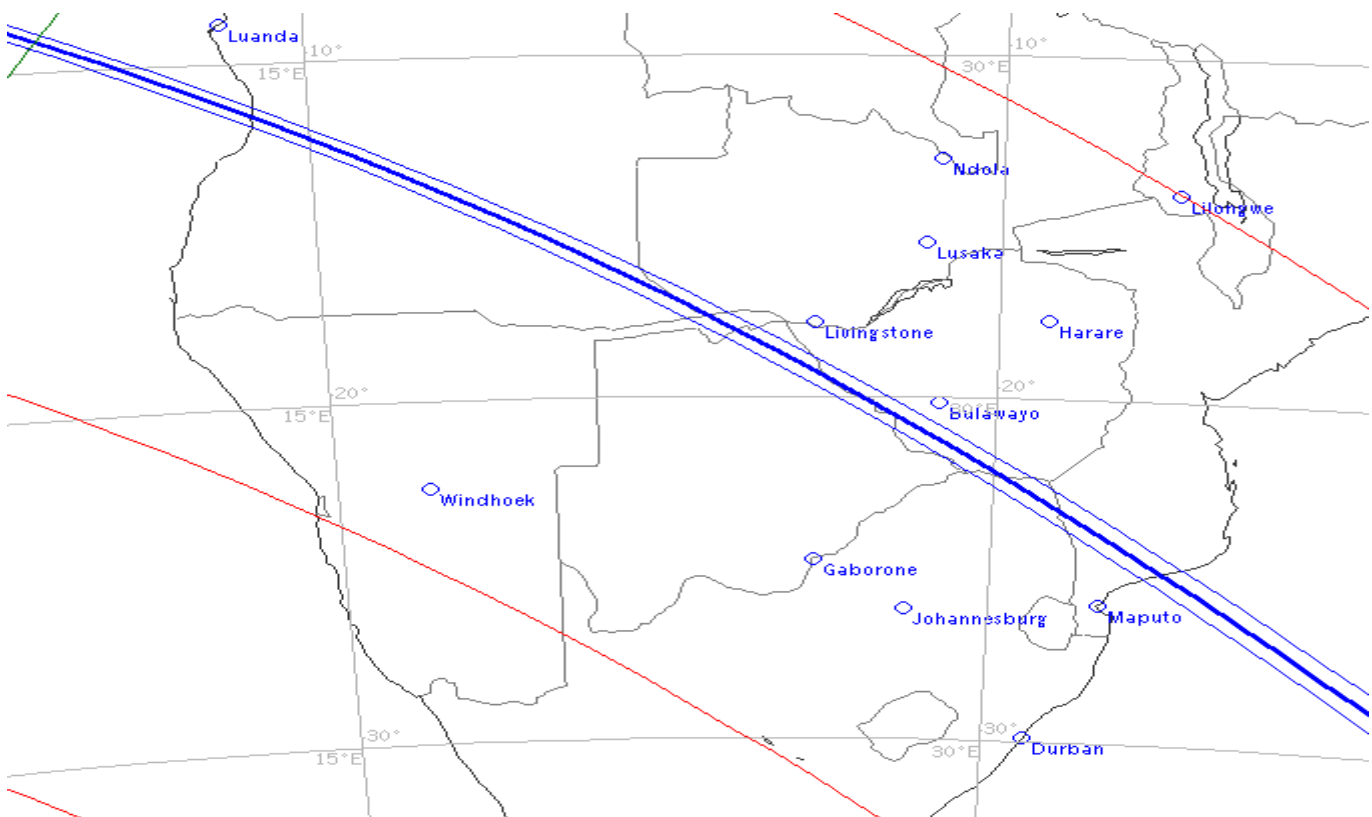 Luanda
10°
15°E
10°
30°E
Ndola
Lilongwe
Lusaka
Livingstone
Harare
20°
15°E
20°
30°E
Bulawayo
Windhoek
Gaborone
Johannesburg
Maputo
30°
15°E
30°
30°E
Durban